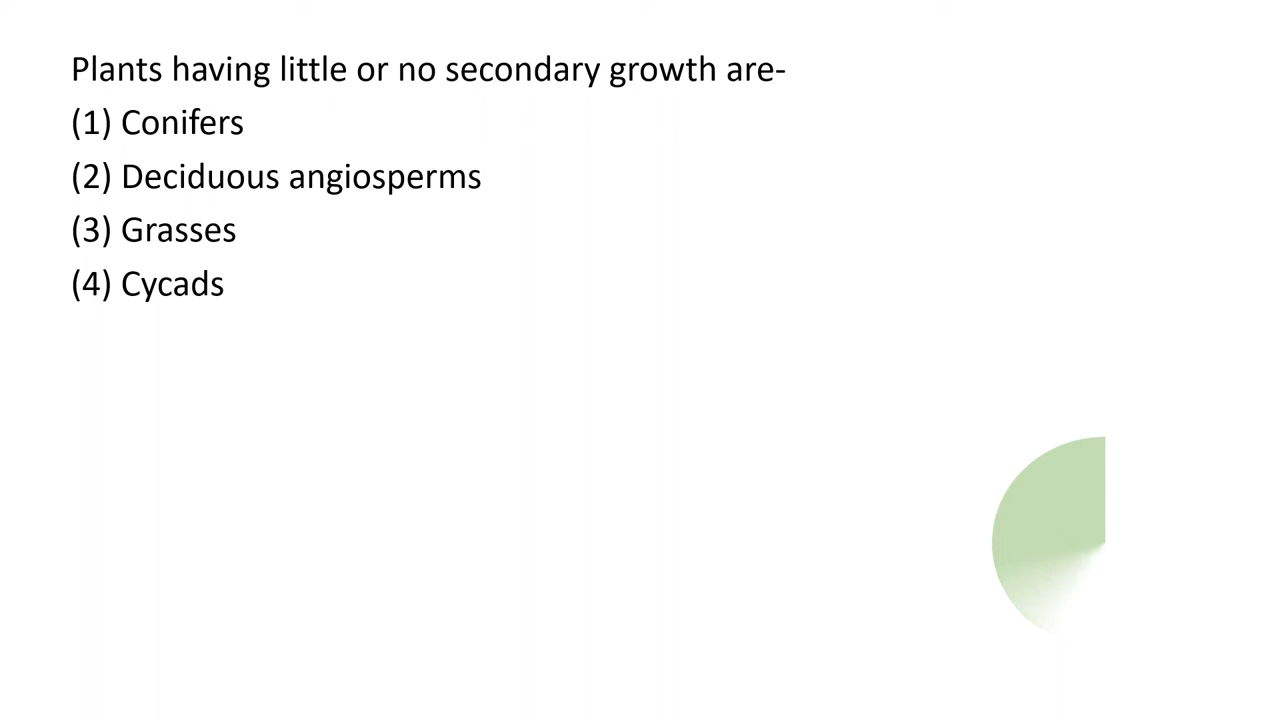 Plants having little or no secondary growth are-
(1) Conifers
(2) Deciduous angiosperms
(3) Grasses
(4) Cycads